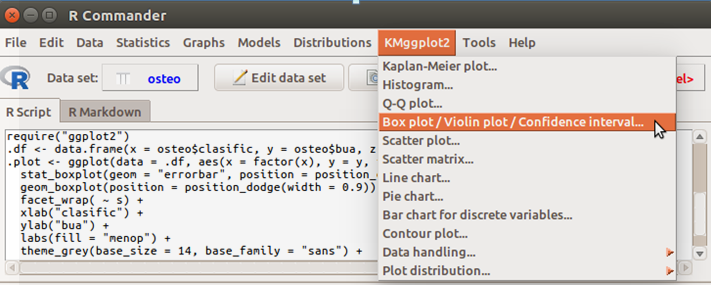 R Commander
File Edit Data Statistics Graphs Models Distributions KMggplot2 Tools Help
R Data set: osteo Edit data set el>
Kaplan-Meier plot...
Histogram...
Q-Q plot...
Box plot / Violin plot / Confidence interval...
Scatter plot...
Scatter matrix...
Line chart...
Pie chart...
Bar chart for discrete variables...
Contour plot...
Data handling...
Plot distribution...
R Script R Markdown
require("ggplot2")
.df <- data.frame(x = osteo$clasific, y = osteo$bua, z
.plot <- ggplot(data = .df, aes(x = factor(x), y = y,
stat_boxplot(geom = "errorbar", position = position_
geom_boxplot(position = position_dodge(width = 0.9))
facet_wrap( ~ s) +
xlab("clasific") +
ylab("bua") +
labs(fill = "menop") +
theme_grey(base_size = 14, base_family = "sans") +